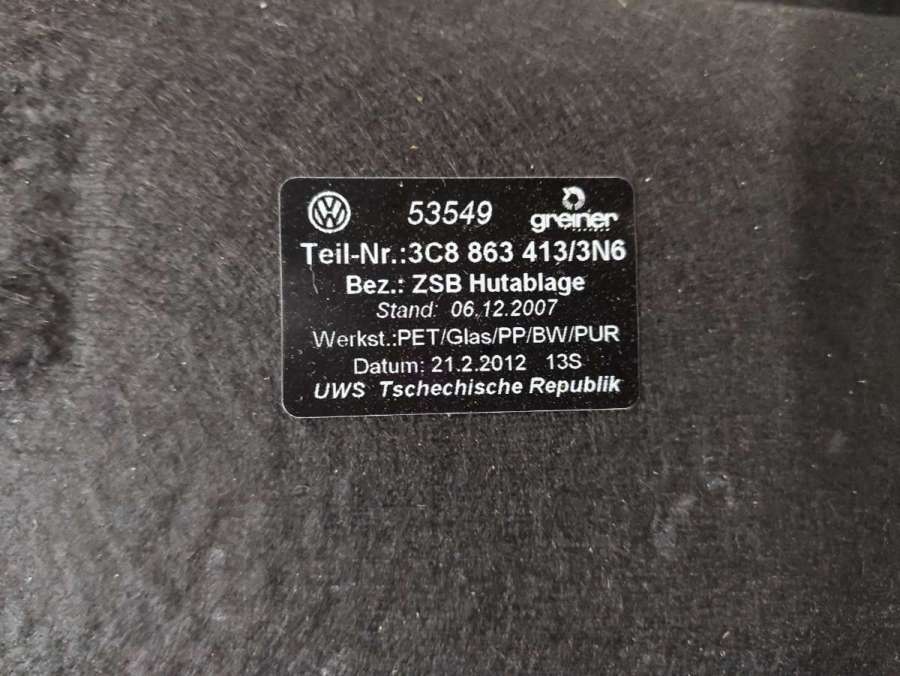 53549 greiner
Teil-Nr.:3C8 863 413/3N6
Bez.: ZSB Hutablage
Stand: 06.12.2007
Werkst.:PET/Glas/PP/BW/PUR
Datum: 21.2.2012 13S
UWS Tschechische Republik